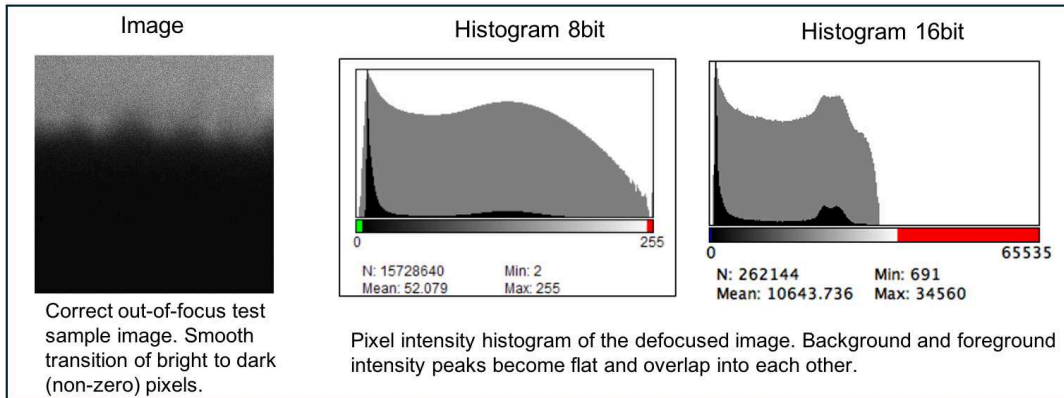 Image
Histogram 8bit
Histogram 16bit
0
255
N: 15728640
Min: 2
Mean: 52.079
Max: 255
0
65535
N: 262144
Min: 691
Mean: 10643.736
Max: 34560
Correct out-of-focus test
sample image. Smooth
transition of bright to dark
(non-zero) pixels.
Pixel intensity histogram of the defocused image. Background and foreground
intensity peaks become flat and overlap into each other.